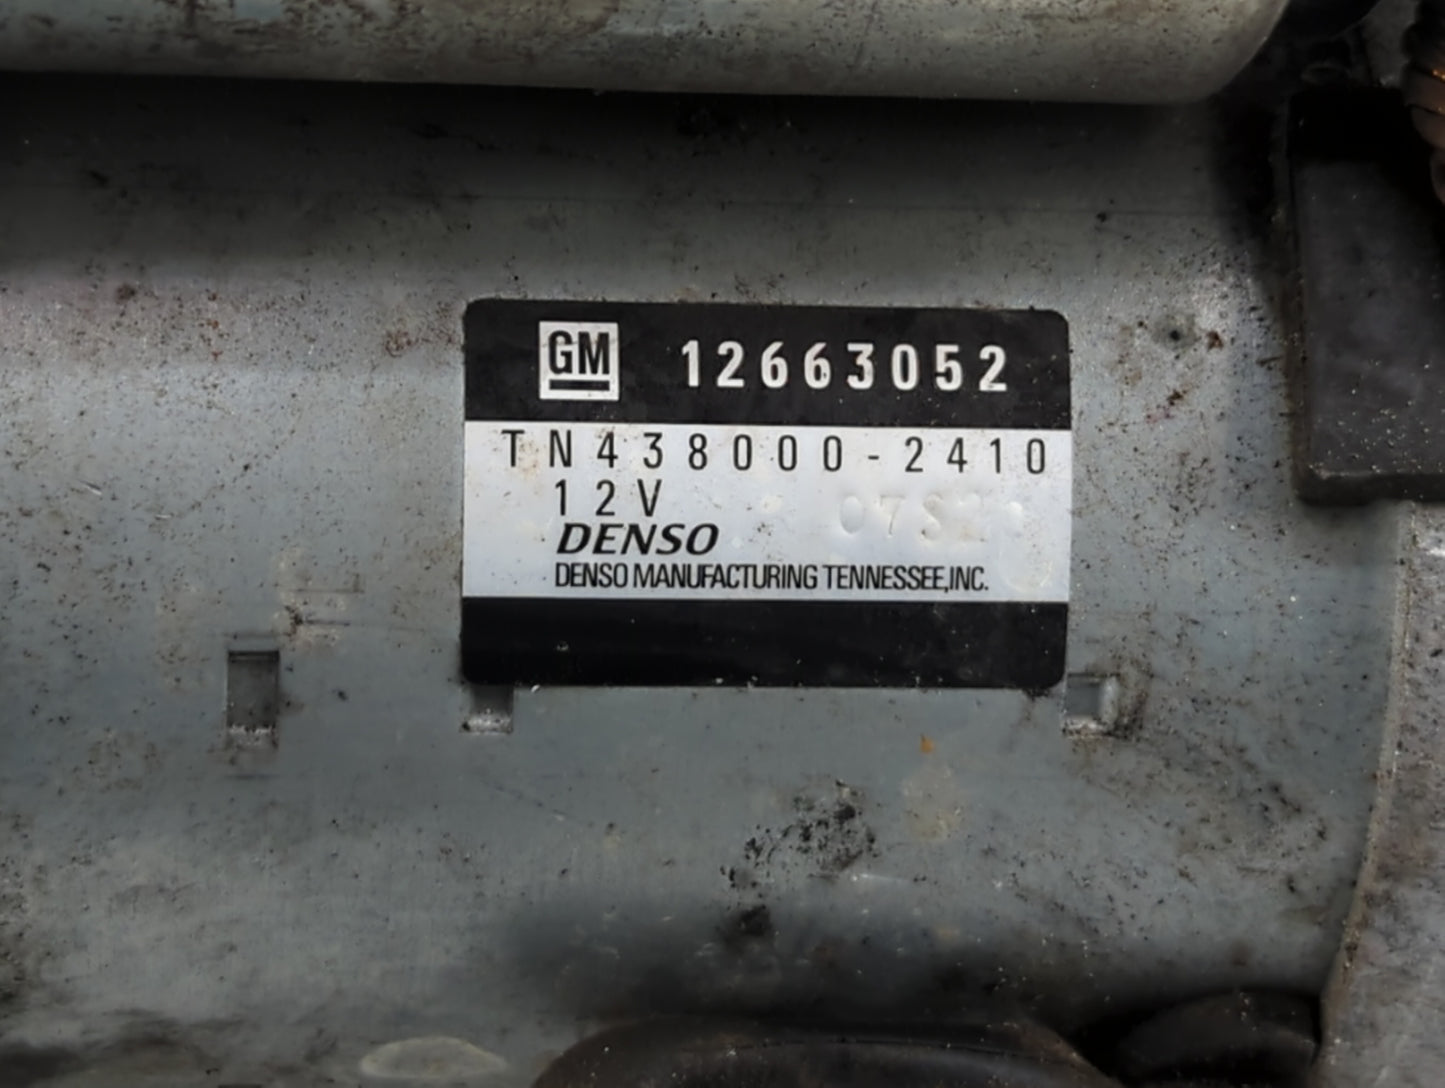 GM 12663052
TN438000-2410
12V
DENSO
DENSO MANUFACTURING TENNESSEE,INC.